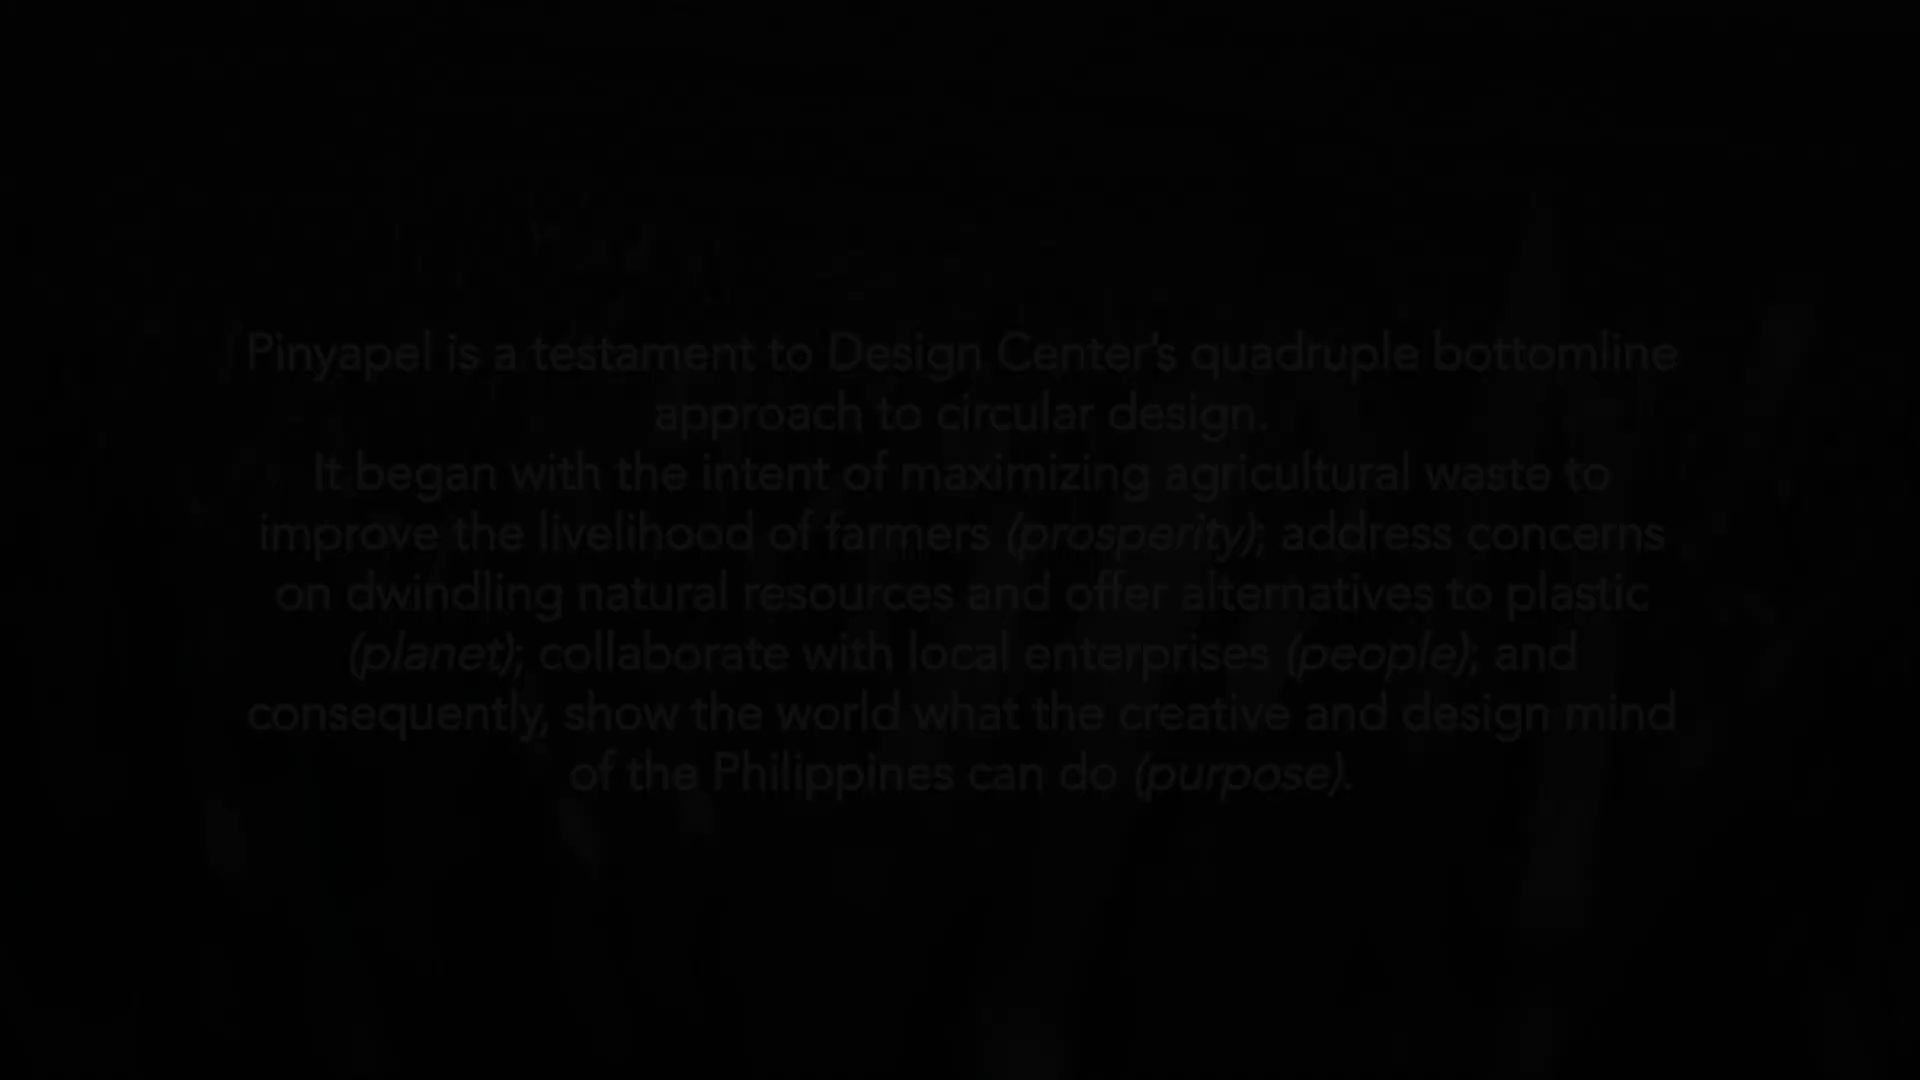 Pinyapel is a testament to Design Center's quadruple bottomline
approach to circular design.
It began with the intent of maximizing agricultural waste to
improve the livelihood of farmers (prosperity); address concerns
on dwindling natural resources and offer alternatives to plastic
(planet); collaborate with local enterprises (people); and
consequently, show the world what the creative and design mind
of the Philippines can do (purpose).